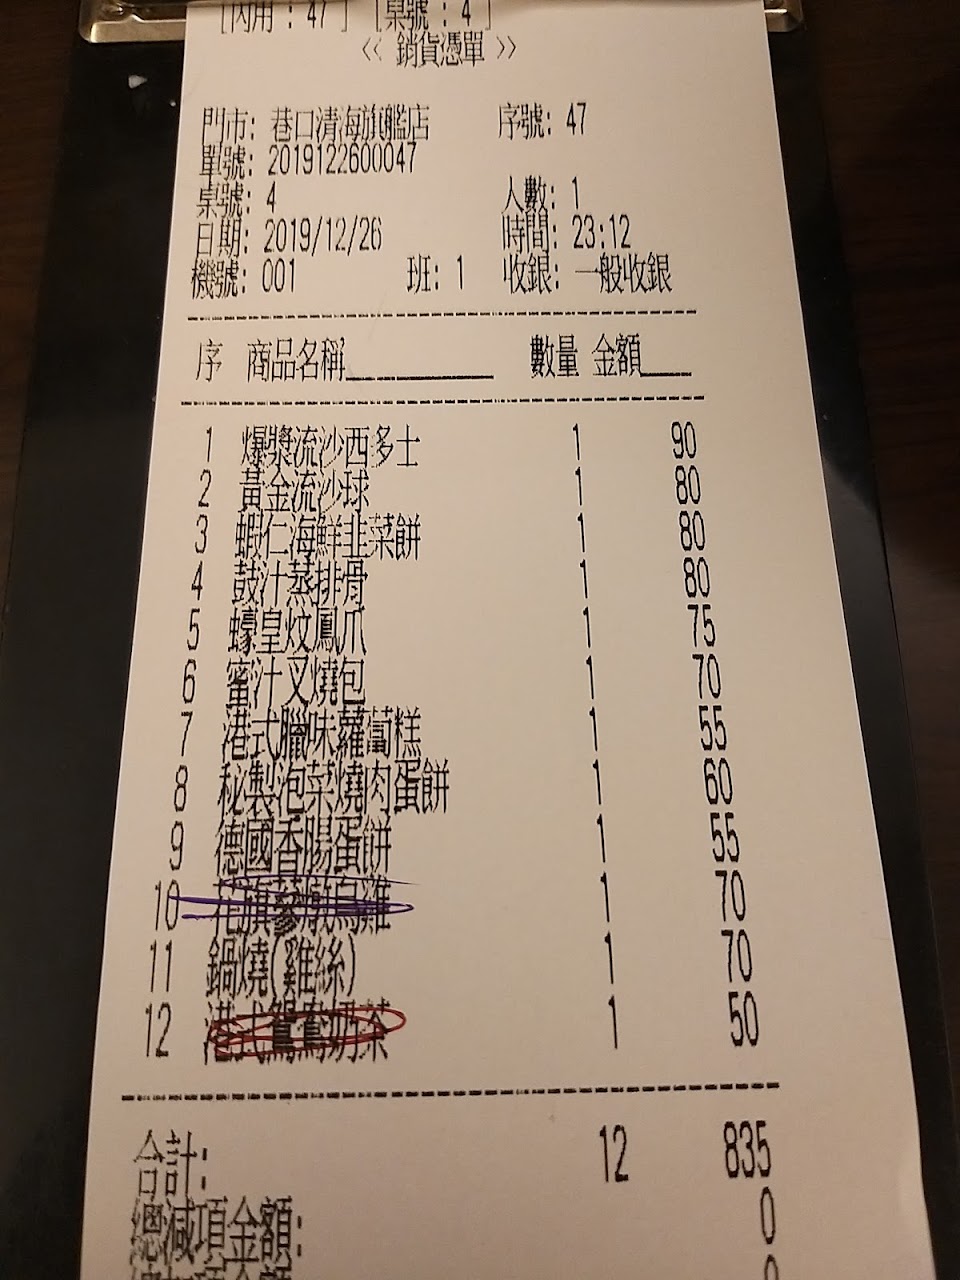 [內用 : 47 ] [桌號 : 4 ]
《 銷貨憑單 》
門市: 巷口清海旗艦店 序號: 47
單號: 2019122600047
桌號: 4 人數: 1
日期: 2019/12/26 時間: 23:12
機號: 001 班: 1 收銀: 一般收銀
序 商品名稱 數量 金額
1 爆漿流沙西多士 1 90
2 黃金流沙球 1 80
3 蝦仁海鮮韭菜餅 1 80
4 鼓汁蒸排骨 1 80
5 蠔皇炆鳳爪 1 75
6 蜜汁叉燒包 1 70
7 港式臘味蘿蔔糕 1 55
8 秘製泡菜燒肉蛋餅 1 60
9 德國香腸蛋餅 1 55
10 花旗蔘燉烏雞 1 70
11 鍋燒(雞絲) 1 70
12 港式鴛鴦奶茶 1 50
合計: 12 835
總減項金額: 0